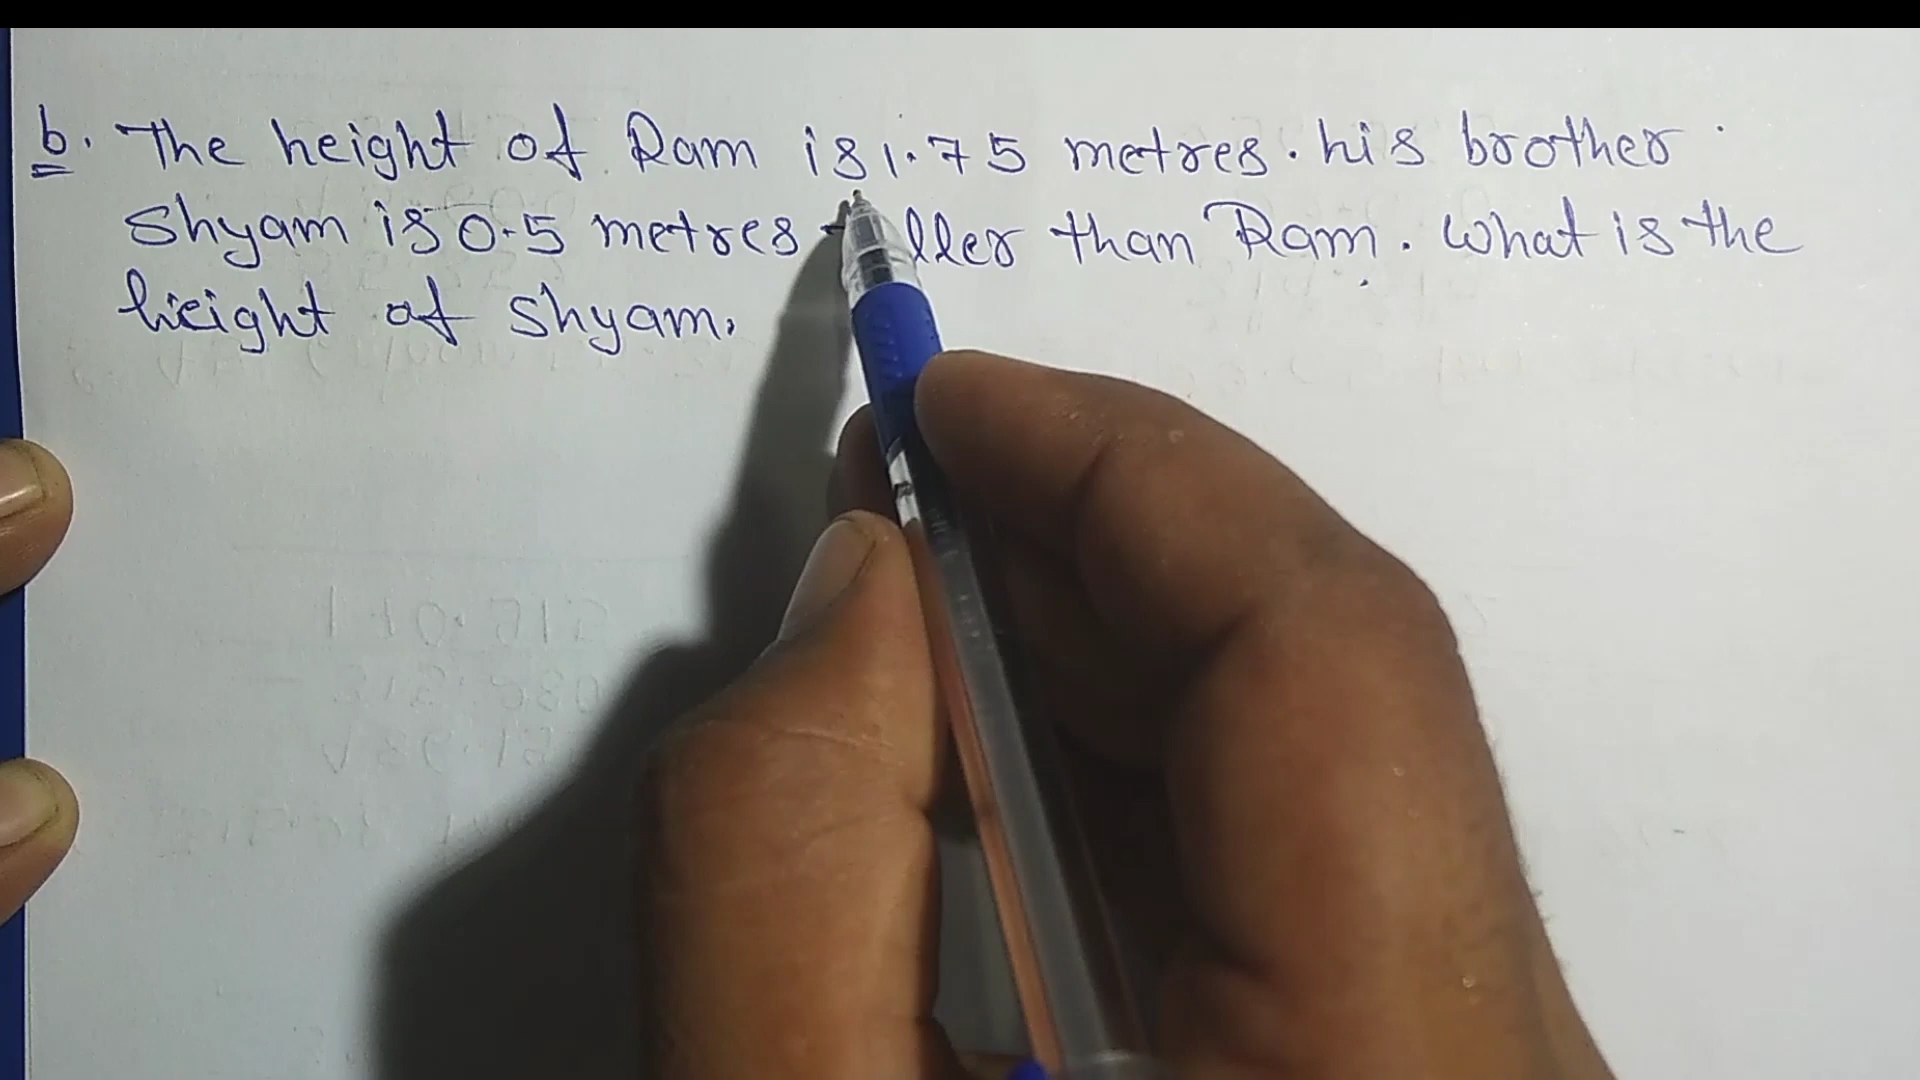 b. The height of Ram is 1.75 metres. his brother
Shyam is 0.5 metres than Ram. What is the
height of shyam.